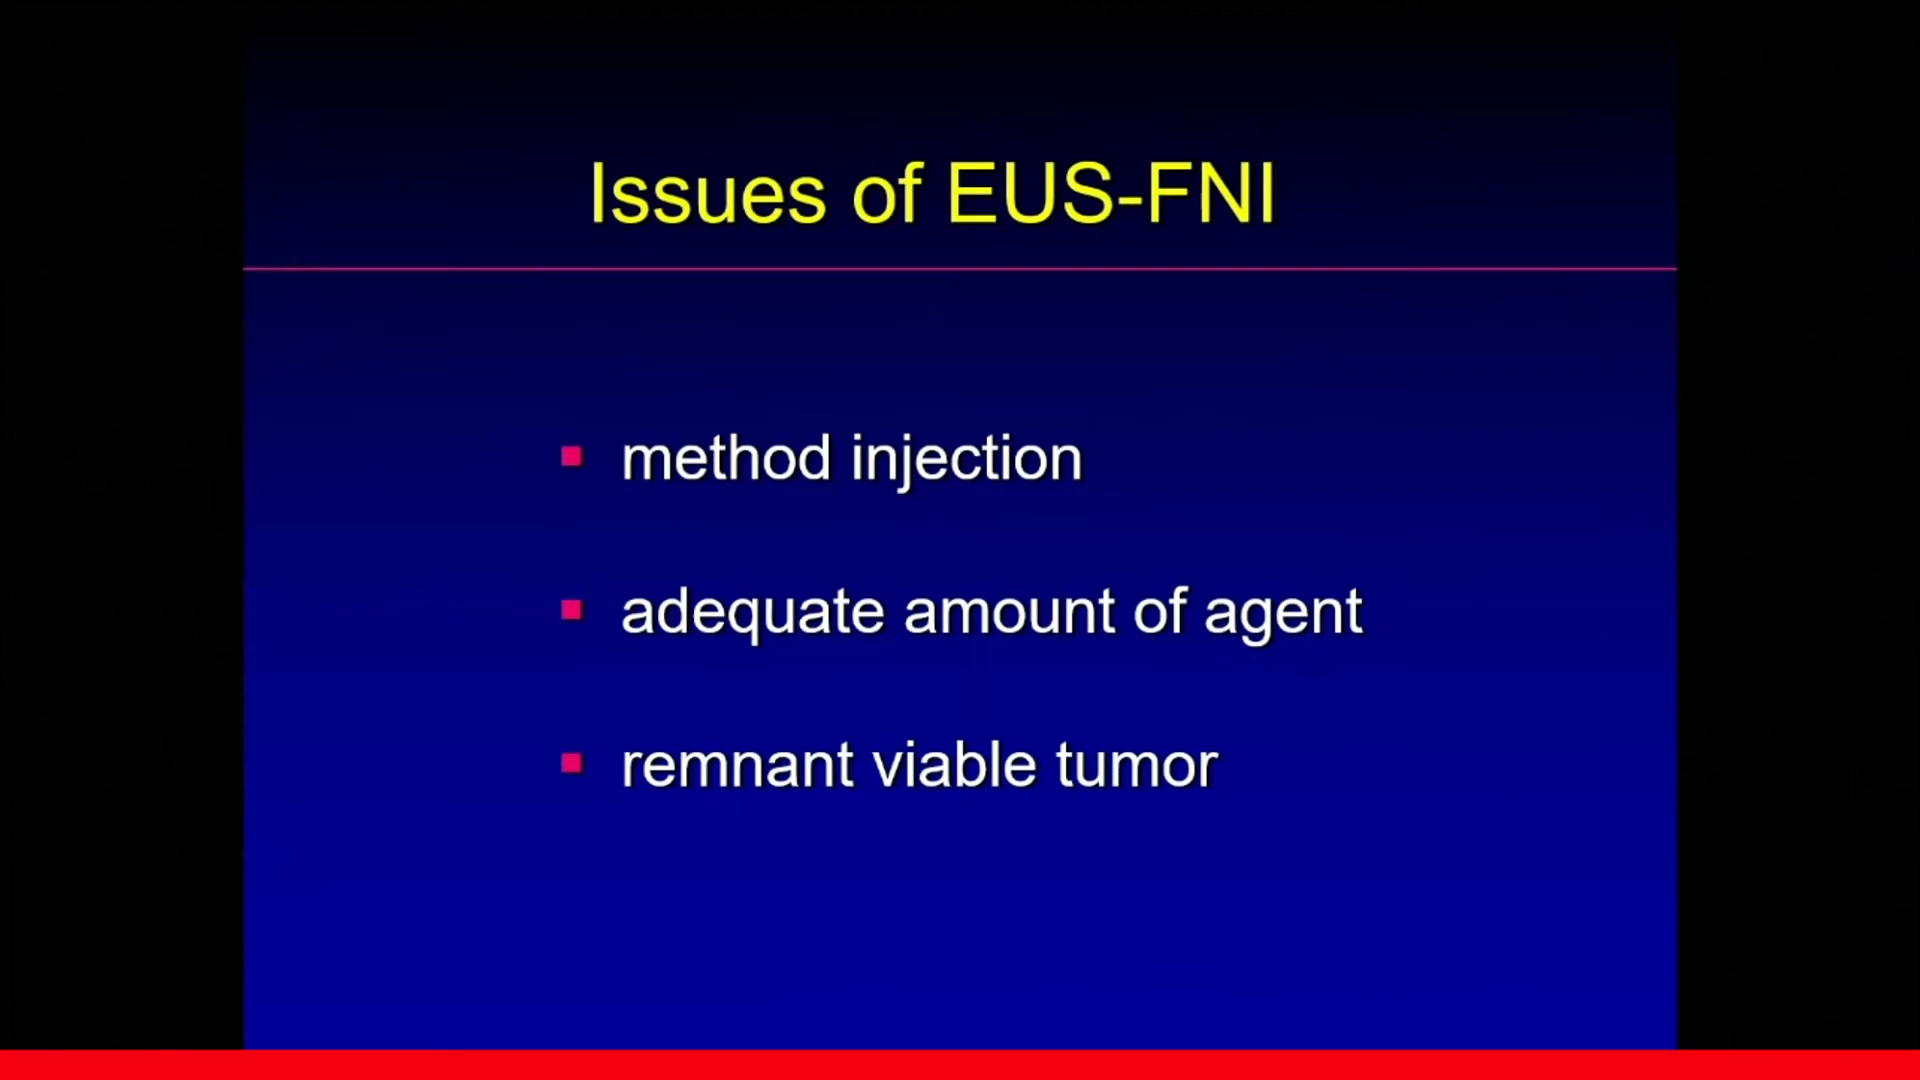 Issues of EUS-FNI
method injection
adequate amount of agent
remnant viable tumor